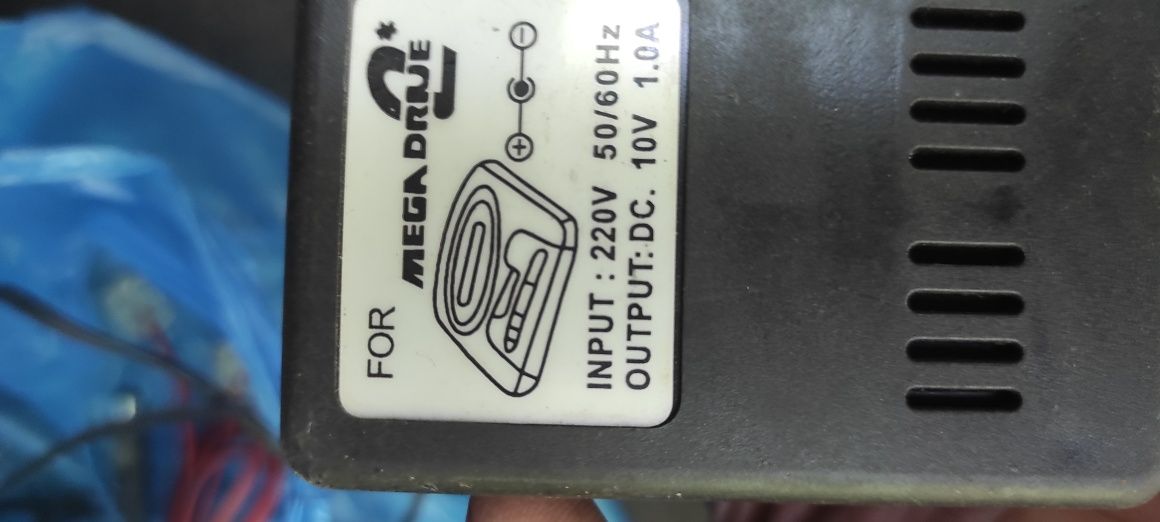 FOR MEGA DRIVE 2*
INPUT : 220V 50/60Hz
OUTPUT: DC. 10V 1.0A